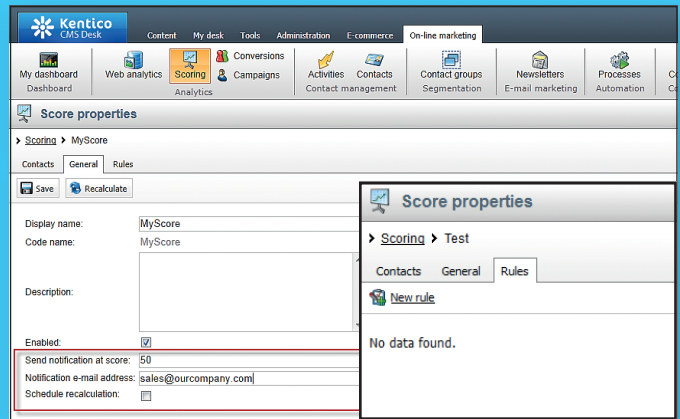 Kentico
CMS Desk
Content My desk Tools Administration E-commerce On-line marketing
My dashboard Web analytics Scoring Conversions Campaigns Activities Contacts Contact groups Newsletters Processes
Dashboard Analytics Contact management Segmentation E-mail marketing Automation
Score properties
> Scoring > MyScore
Contacts General Rules
Save Recalculate
Display name: MyScore
Code name: MyScore
Description:
Enabled:
Send notification at score: 50
Notification e-mail address: sales@ourcompany.com
Schedule recalculation:
Score properties
> Scoring > Test
Contacts General Rules
New rule
No data found.